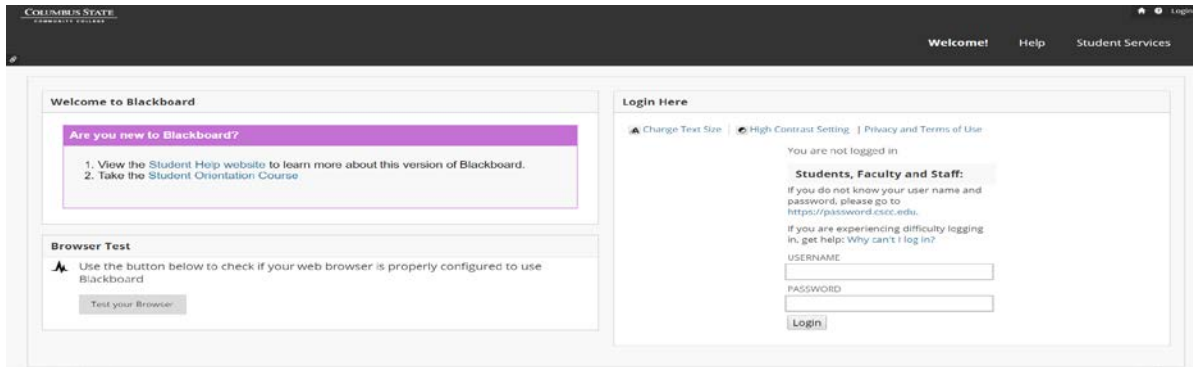 COLUMBUS STATE
COMMUNITY COLLEGE
Login
Welcome! Help Student Services
Welcome to Blackboard
Are you new to Blackboard?
1. View the Student Help website to learn more about this version of Blackboard.
2. Take the Student Orientation Course
Browser Test
Use the button below to check if your web browser is properly configured to use
Blackboard
Test your Browser
Login Here
Change Text Size | High Contrast Setting | Privacy and Terms of Use
You are not logged in
Students, Faculty and Staff:
If you do not know your user name and
password, please go to
https://password.cscc.edu.
If you are experiencing difficulty logging
in, get help: Why can't I log in?
USERNAME
PASSWORD
Login